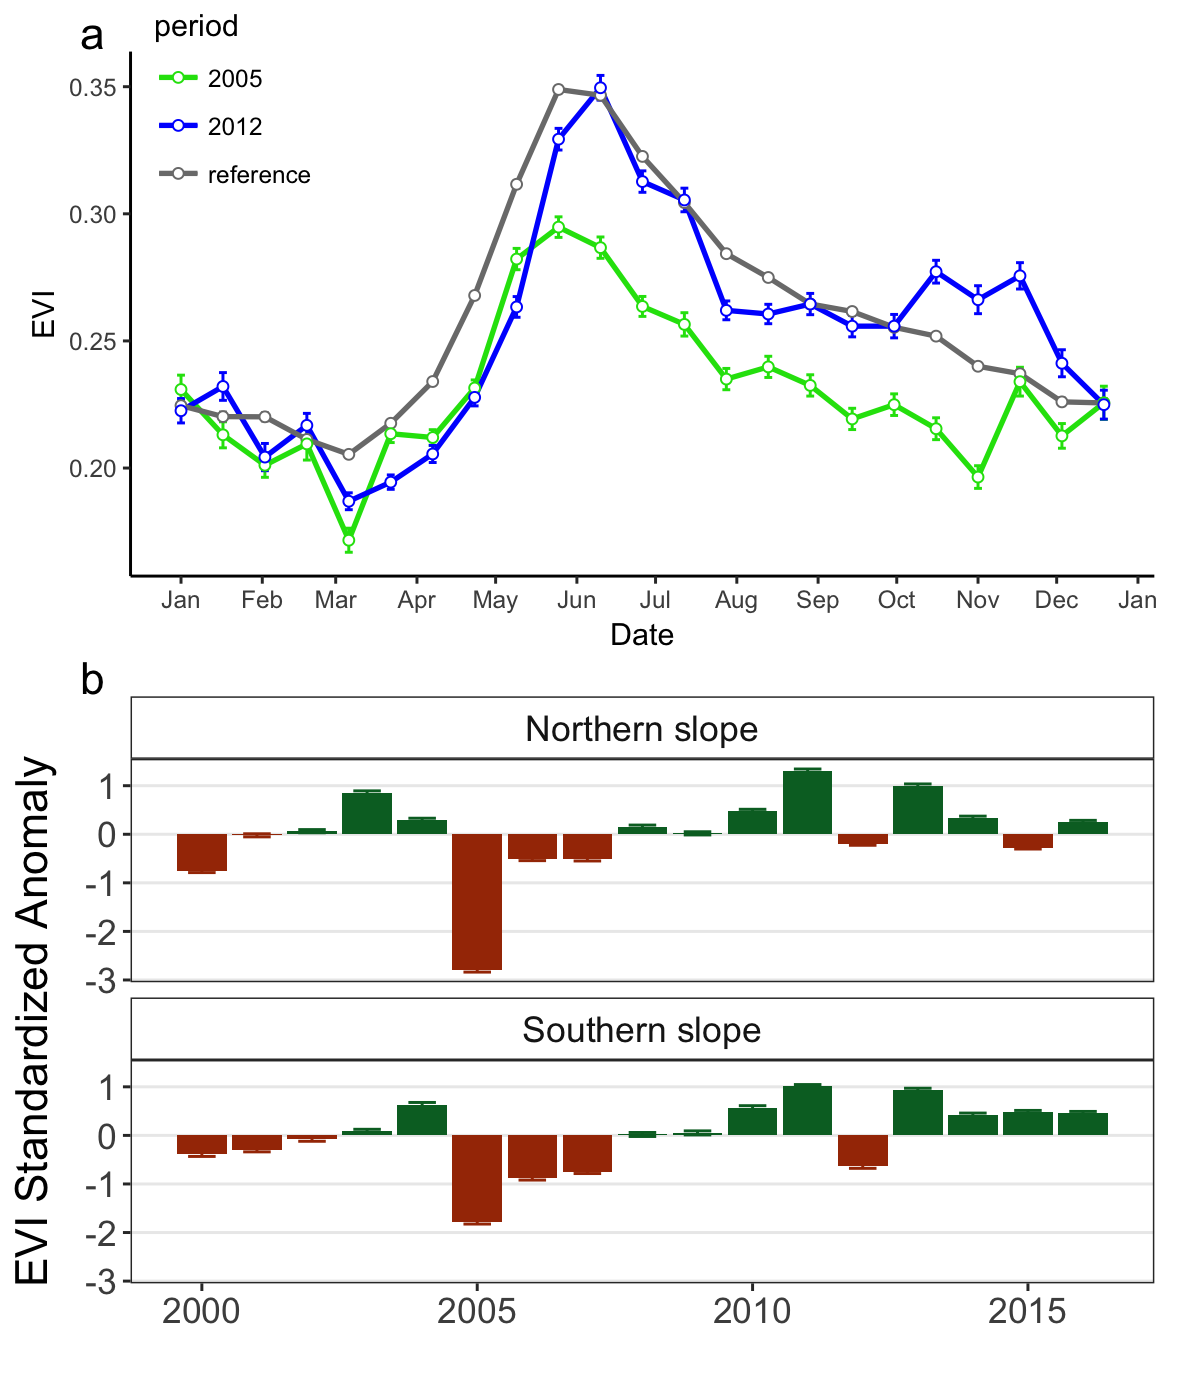 a
period
2005
2012
reference
0.35
0.30
0.25
0.20
EVI
Jan Feb Mar Apr May Jun Jul Aug Sep Oct Nov Dec Jan
Date
b
EVI Standardized Anomaly
Northern slope
1
0
-1
-2
-3
Southern slope
1
0
-1
-2
-3
2000 2005 2010 2015